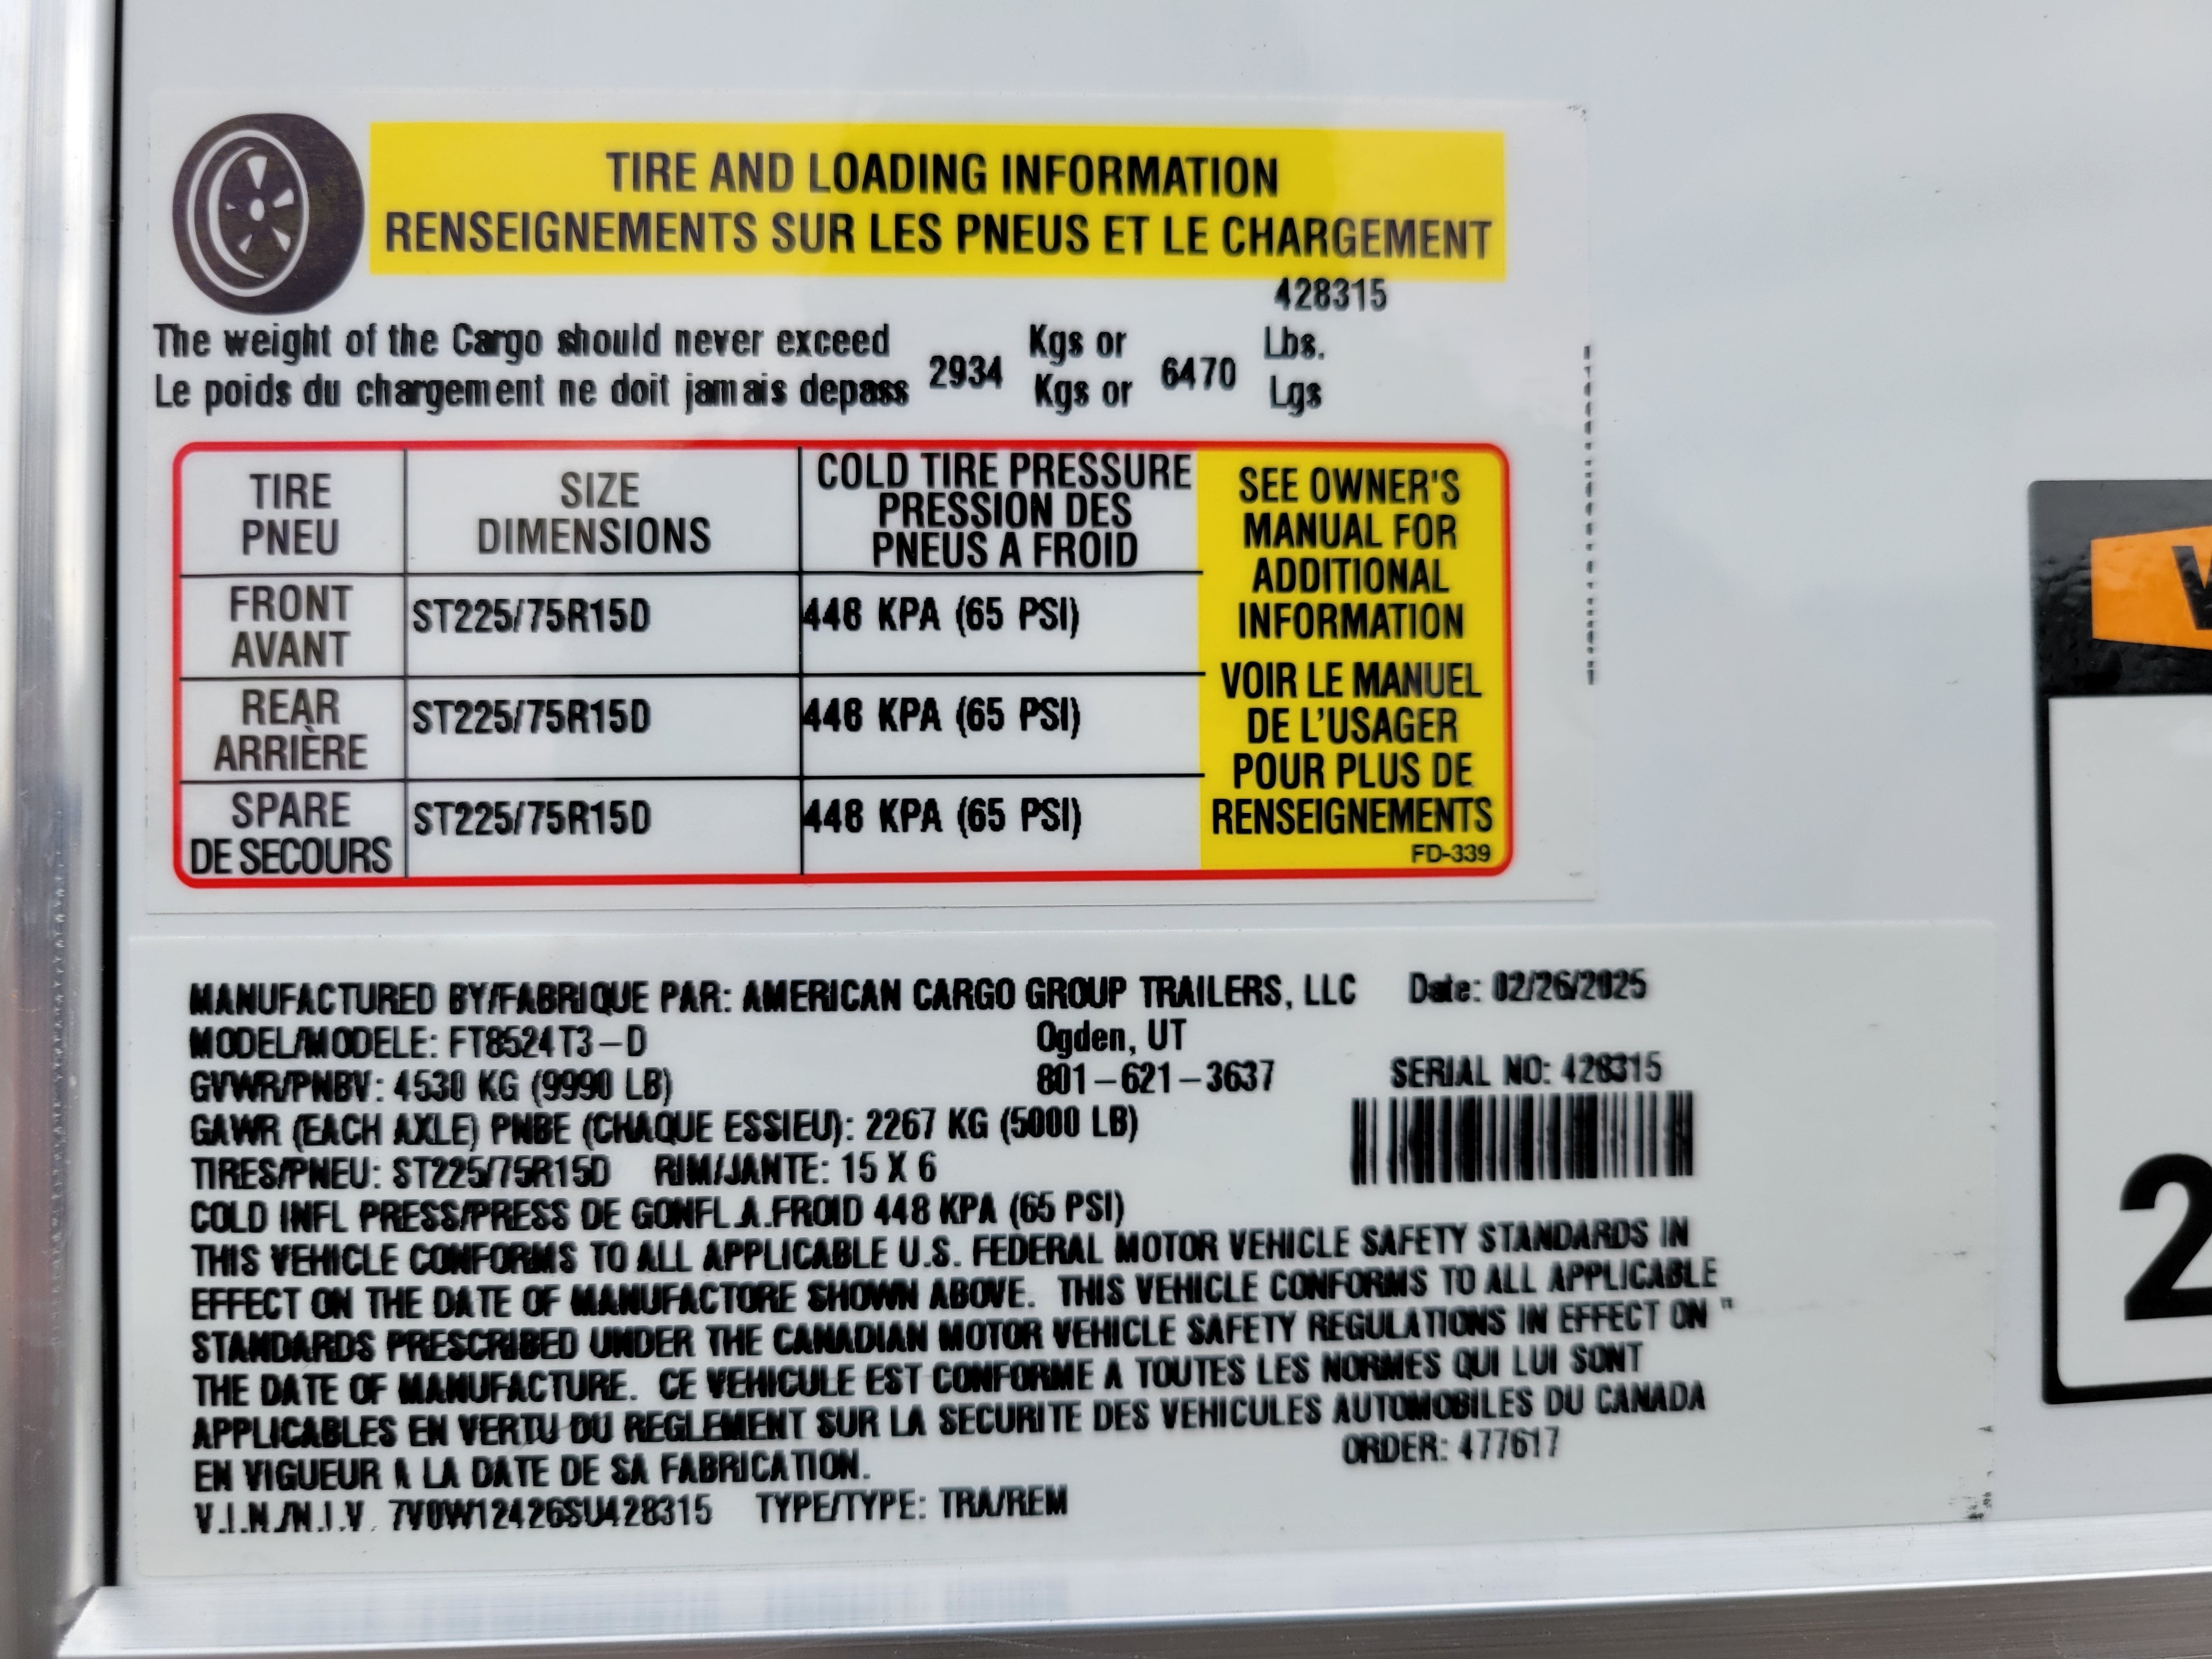 TIRE AND LOADING INFORMATION
RENSEIGNEMENTS SUR LES PNEUS ET LE CHARGEMENT
428315
The weight of the Cargo should never exceed 2934 Kgs or 6470 Lbs.
Le poids du chargement ne doit jamais depass Kgs or Lgs
TIRE
PNEU
SIZE
DIMENSIONS
COLD TIRE PRESSURE
PRESSION DES
PNEUS A FROID
FRONT
AVANT
ST225/75R15D
448 KPA (65 PSI)
REAR
ARRIÈRE
ST225/75R15D
448 KPA (65 PSI)
SPARE
DE SECOURS
ST225/75R15D
448 KPA (65 PSI)
SEE OWNER'S
MANUAL FOR
ADDITIONAL
INFORMATION
VOIR LE MANUEL
DE L'USAGER
POUR PLUS DE
RENSEIGNEMENTS
FD-339
MANUFACTURED BY/FABRIQUE PAR: AMERICAN CARGO GROUP TRAILERS, LLC Date: 02/26/2025
MODEL/MODELE: FT8524T3-D Ogden, UT
GVWR/PNBV: 4530 KG (9990 LB) 801-621-3637 SERIAL NO: 428315
GAWR (EACH AXLE) PNBE (CHAQUE ESSIEU): 2267 KG (5000 LB)
TIRES/PNEU: ST225/75R15D RIM/JANTE: 15 X 6
COLD INFL PRESS/PRESS DE GONFL.A.FROID 448 KPA (65 PSI)
THIS VEHICLE CONFORMS TO ALL APPLICABLE U.S. FEDERAL MOTOR VEHICLE SAFETY STANDARDS IN
EFFECT ON THE DATE OF MANUFACTORE SHOWN ABOVE. THIS VEHICLE CONFORMS TO ALL APPLICABLE
STANDARDS PRESCRIBED UNDER THE CANADIAN MOTOR VEHICLE SAFETY REGULATIONS IN EFFECT ON "
THE DATE OF MANUFACTURE. CE VEHICULE EST CONFORME A TOUTES LES NORMES QUI LUI SONT
APPLICABLES EN VERTU DU REGLEMENT SUR LA SECURITE DES VEHICULES AUTOMOBILES DU CANADA
EN VIGUEUR A LA DATE DE SA FABRICATION. ORDER: 477617
V.I.N./N.I.V. 7V0W12426SU428315 TYPE/TYPE: TRA/REM
2